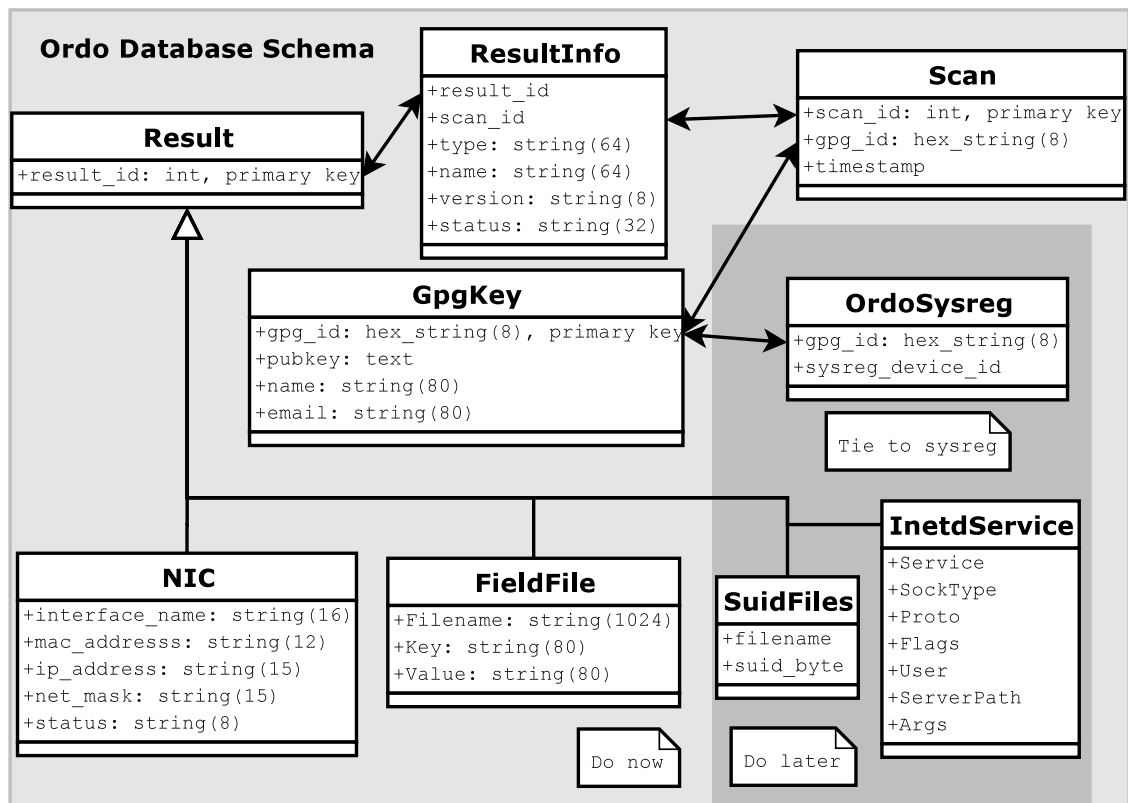 Ordo Database Schema
ResultInfo
+result_id
+scan_id
+type: string(64)
+name: string(64)
+version: string(8)
+status: string(32)
Scan
+scan_id: int, primary key
+gpg_id: hex_string(8)
+timestamp
Result
+result_id: int, primary key
GpgKey
+gpg_id: hex_string(8), primary key
+pubkey: text
+name: string(80)
+email: string(80)
OrdoSysreg
+gpg_id: hex_string(8)
+sysreg_device_id
Tie to sysreg
NIC
+interface_name: string(16)
+mac_addresss: string(12)
+ip_address: string(15)
+net_mask: string(15)
+status: string(8)
FieldFile
+Filename: string(1024)
+Key: string(80)
+Value: string(80)
SuidFiles
+filename
+suid_byte
InetdService
+Service
+SockType
+Proto
+Flags
+User
+ServerPath
+Args
Do now
Do later